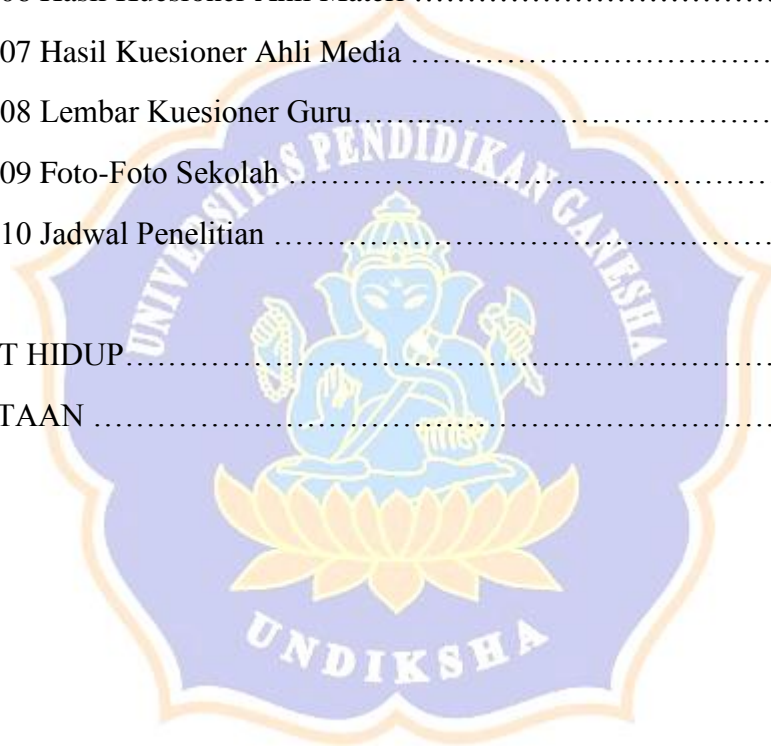 07 Hasil Kuesioner Ahli Media ……………………………………
08 Lembar Kuesioner Guru…....... …………………………………
09 Foto-Foto Sekolah ………………………………………………
10 Jadwal Penelitian …………………………………………………
T HIDUP……………………………………………………………
TAAN ………………………………………………………………
UNIVERSITAS PENDIDIKAN GANESHA
UNDIKSHA